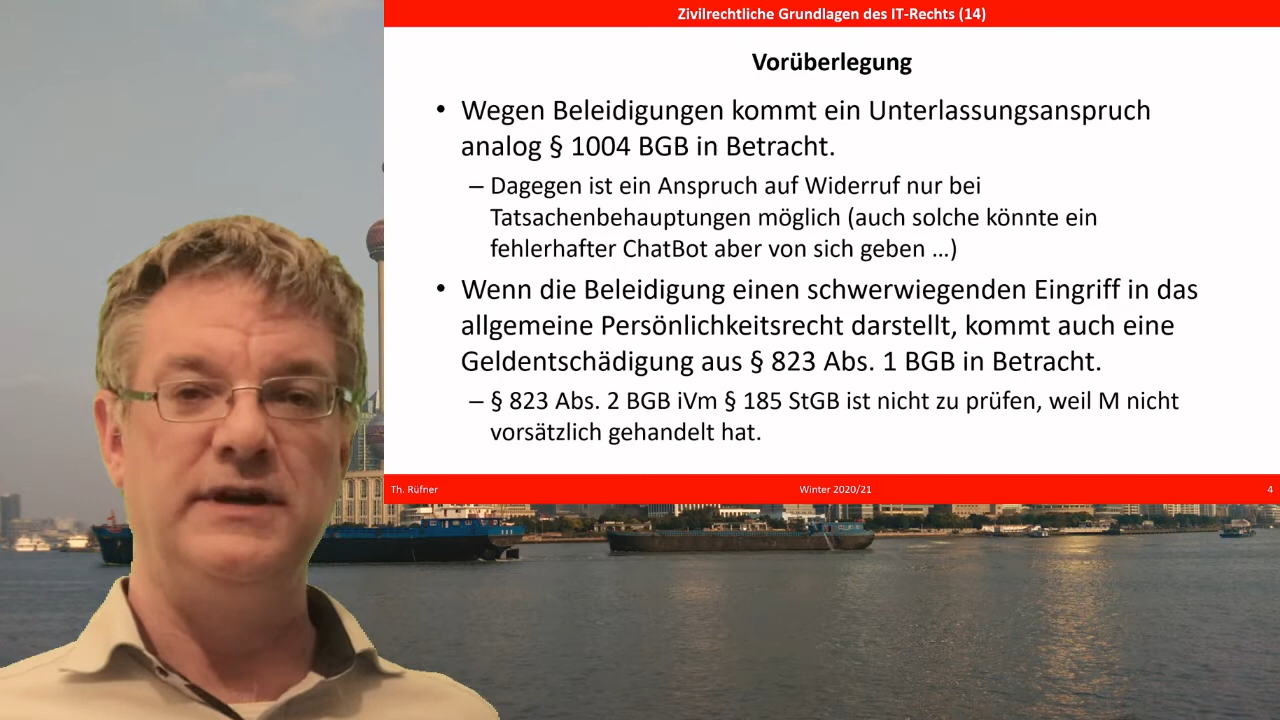 Zivilrechtliche Grundlagen des IT-Rechts (14)
Vorüberlegung
• Wegen Beleidigungen kommt ein Unterlassungsanspruch
analog § 1004 BGB in Betracht.
– Dagegen ist ein Anspruch auf Widerruf nur bei
Tatsachenbehauptungen möglich (auch solche könnte ein
fehlerhafter ChatBot aber von sich geben ...)
• Wenn die Beleidigung einen schwerwiegenden Eingriff in das
allgemeine Persönlichkeitsrecht darstellt, kommt auch eine
Geldentschädigung aus § 823 Abs. 1 BGB in Betracht.
– § 823 Abs. 2 BGB iVm § 185 StGB ist nicht zu prüfen, weil M nicht
vorsätzlich gehandelt hat.
Th. Rüfner Winter 2020/21 4